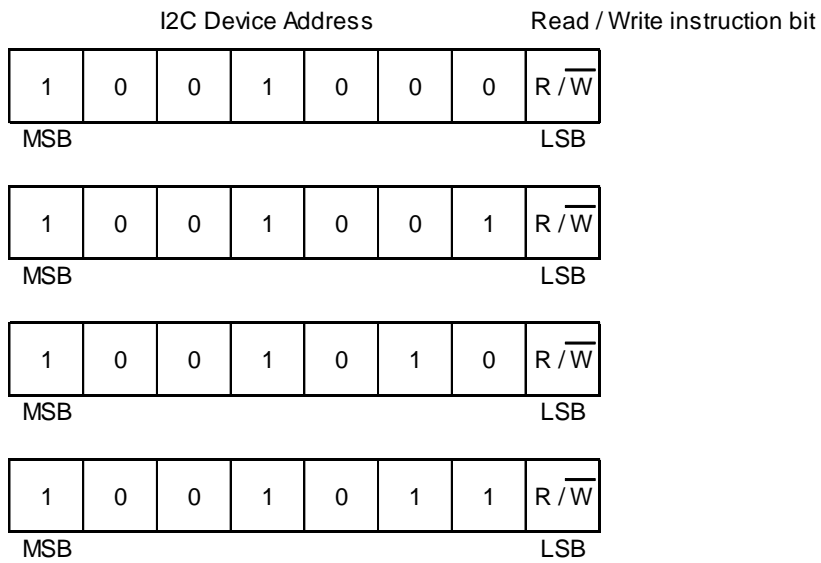 I2C Device Address Read / Write instruction bit
1 0 0 1 0 0 0 R / W̅
MSB LSB
1 0 0 1 0 0 1 R / W̅
MSB LSB
1 0 0 1 0 1 0 R / W̅
MSB LSB
1 0 0 1 0 1 1 R / W̅
MSB LSB